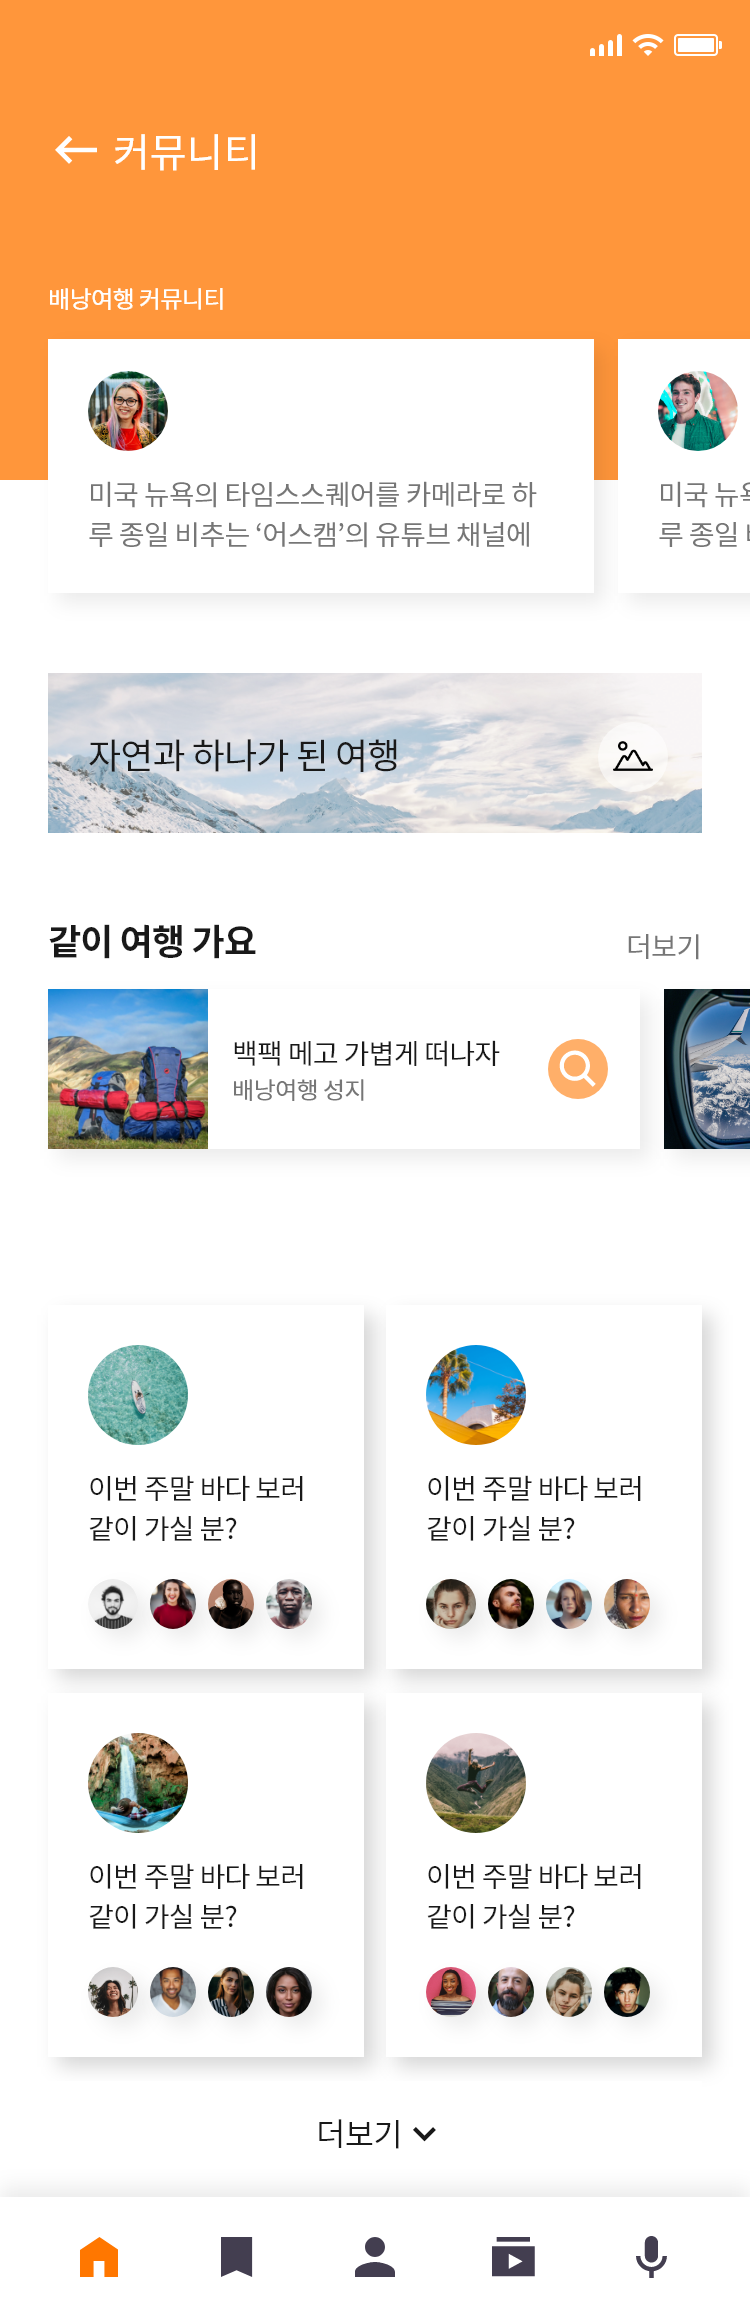 커뮤니티
배낭여행 커뮤니티
미국 뉴욕의 타임스스퀘어를 카메라로 하
루 종일 비추는 ‘어스캠’의 유튜브 채널에
미국
루 종일
자연과 하나가 된 여행
같이 여행 가요
더보기
백팩 메고 가볍게 떠나자
배낭여행 성지
이번 주말 바다 보러
같이 가실 분?
이번 주말 바다 보러
같이 가실 분?
이번 주말 바다 보러
같이 가실 분?
이번 주말 바다 보러
같이 가실 분?
더보기